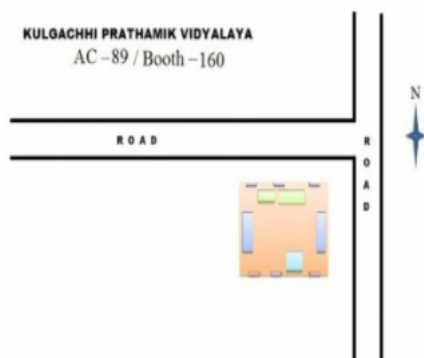 KULGACHHI PRATHAMIK VIDYALAYA
AC – 89 / Booth – 160
N
ROAD
ROAD